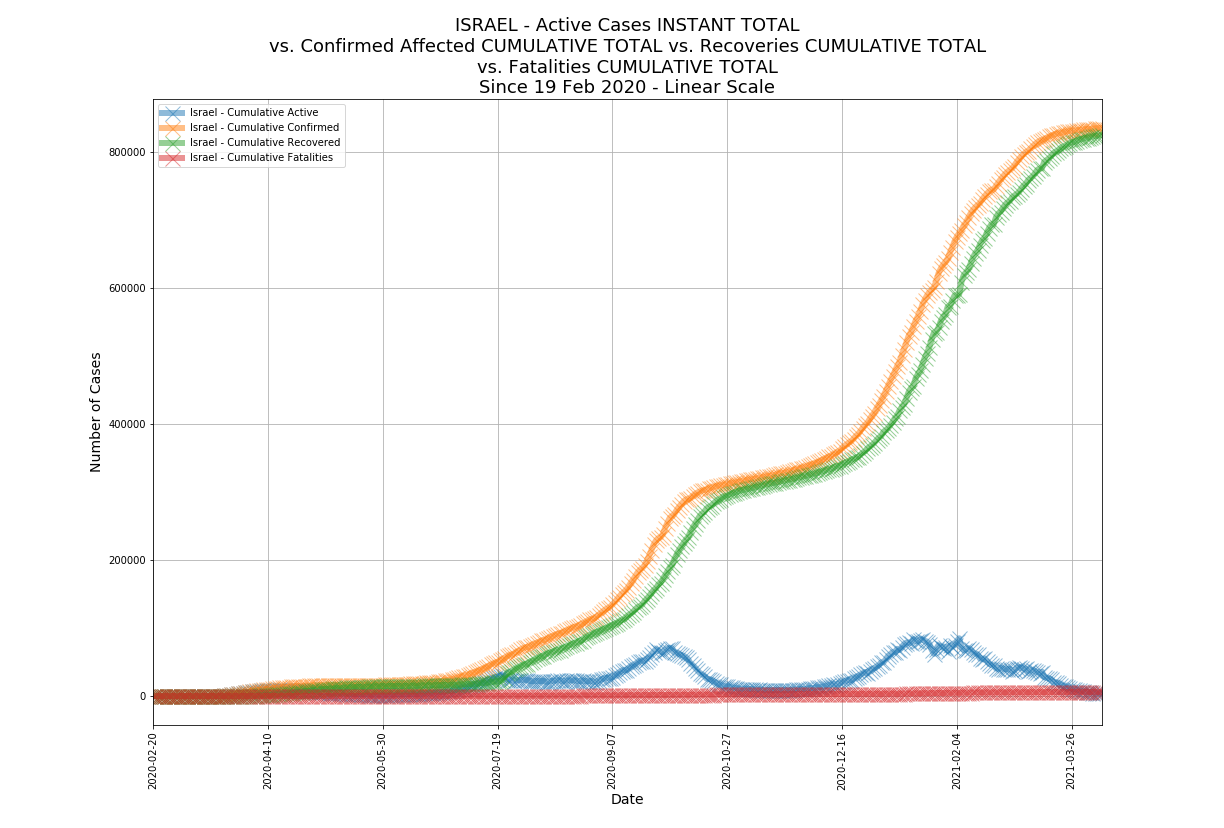 ISRAEL - Active Cases INSTANT TOTAL
vs. Confirmed Affected CUMULATIVE TOTAL vs. Recoveries CUMULATIVE TOTAL
vs. Fatalities CUMULATIVE TOTAL
Since 19 Feb 2020 - Linear Scale
Israel - Cumulative Active
Israel - Cumulative Confirmed
Israel - Cumulative Recovered
Israel - Cumulative Fatalities
Number of Cases
800000
600000
400000
200000
0
2020-02-20
2020-04-10
2020-05-30
2020-07-19
2020-09-07
2020-10-27
2020-12-16
2021-02-04
2021-03-26
Date